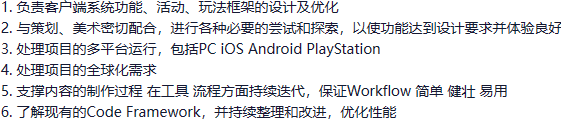 1. 负责客户端系统功能、活动、玩法框架的设计及优化
2. 与策划、美术密切配合，进行各种必要的尝试和探索，以使功能达到设计要求并体验良好
3. 处理项目的多平台运行，包括PC iOS Android PlayStation
4. 处理项目的全球化需求
5. 支撑内容的制作过程 在工具 流程方面持续迭代，保证Workflow 简单 健壮 易用
6. 了解现有的Code Framework，并持续整理和改进，优化性能